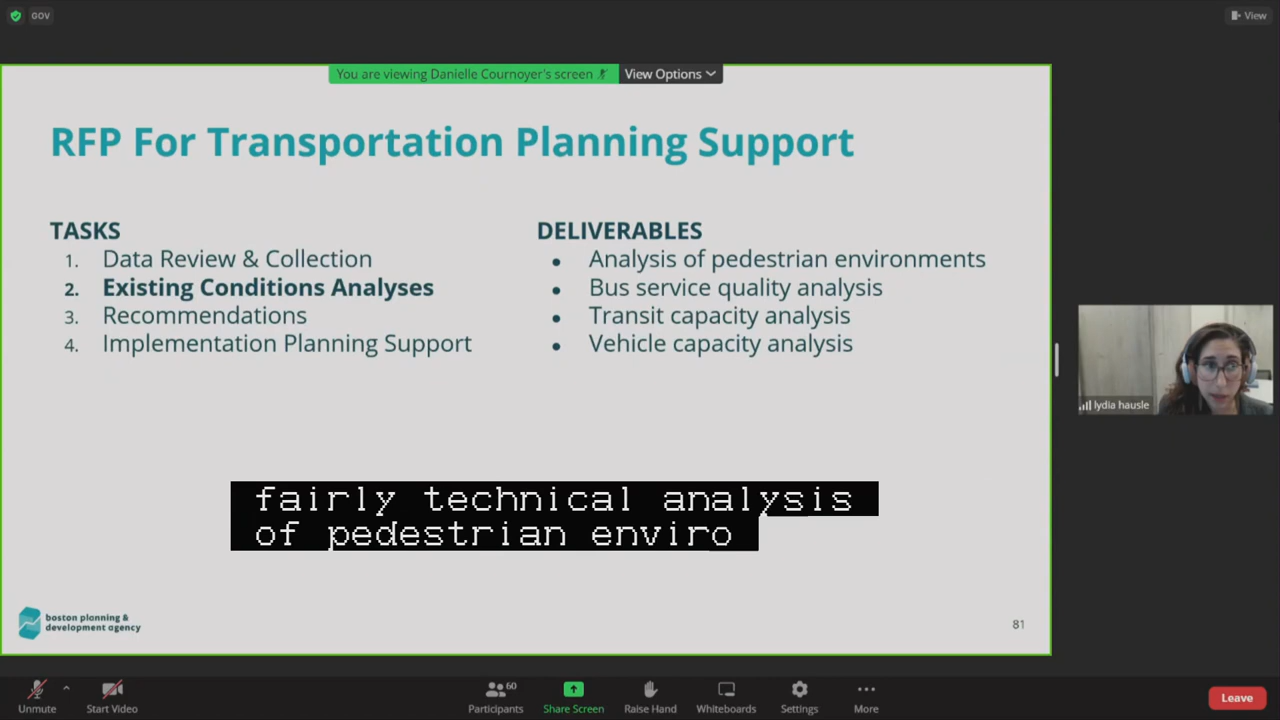 GOV
View
You are viewing Danielle Cournoyer's screen
View Options
RFP For Transportation Planning Support
TASKS
1. Data Review & Collection
2. Existing Conditions Analyses
3. Recommendations
4. Implementation Planning Support
DELIVERABLES
• Analysis of pedestrian environments
• Bus service quality analysis
• Transit capacity analysis
• Vehicle capacity analysis
lydia hausle
fairly technical analysis
of pedestrian enviro
boston planning &
development agency
81
Unmute
Start Video
Participants
60
Share Screen
Raise Hand
Whiteboards
Settings
More
Leave